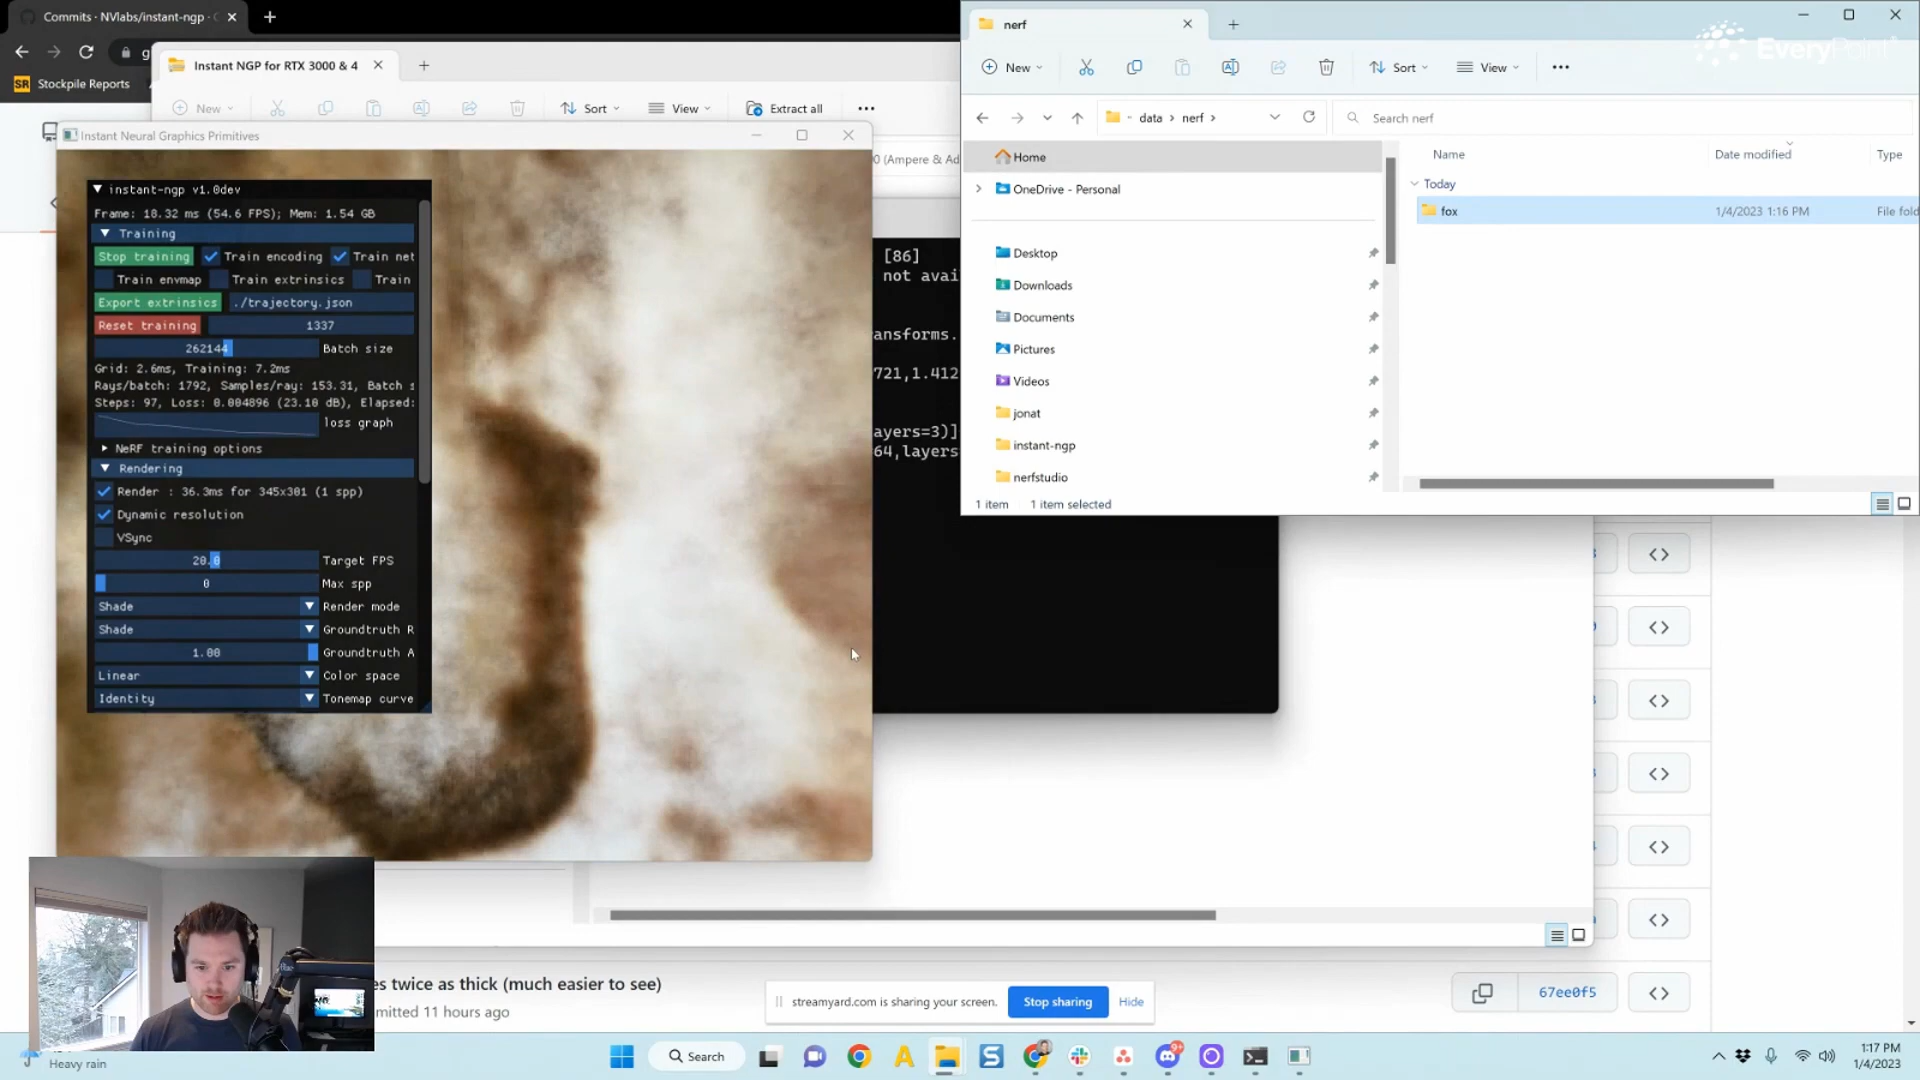 Commits · NVlabs/instant-ngp ·
nerf
EveryPoint
Instant NGP for RTX 3000 & 4
SR Stockpile Reports
New
Sort
View
Extract all
New
Sort
View
data > nerf >
Search nerf
Instant Neural Graphics Primitives
0 (Ampere & Ad
Home
OneDrive - Personal
Desktop
Downloads
Documents
Pictures
Videos
jonat
instant-ngp
nerfstudio
1 item
1 item selected
Name
Date modified
Type
Today
fox
1/4/2023 1:16 PM
File fold
instant-ngp v1.0dev
Frame: 18.32 ms (54.6 FPS); Mem: 1.54 GB
Training
Stop training Train encoding Train net
Train envmap Train extrinsics Train
Export extrinsics ./trajectory.json
Reset training 1337
262144 Batch size
Grid: 2.6ms, Training: 7.2ms
Rays/batch: 1792, Samples/ray: 153.31, Batch s
Steps: 97, Loss: 0.004896 (23.10 dB), Elapsed:
loss graph
NeRF training options
Rendering
Render : 36.3ms for 345x301 (1 spp)
Dynamic resolution
VSync
20.0 Target FPS
0 Max spp
Shade Render mode
Shade Groundtruth R
1.00 Groundtruth A
Linear Color space
Identity Tonemap curve
[86]
not avai
ansforms.
721,1.412
ayers=3)]
64,layers
es twice as thick (much easier to see)
mitted 11 hours ago
67ee0f5
streamyard.com is sharing your screen.
Stop sharing
Hide
Heavy rain
Search
9+
1:17 PM
1/4/2023